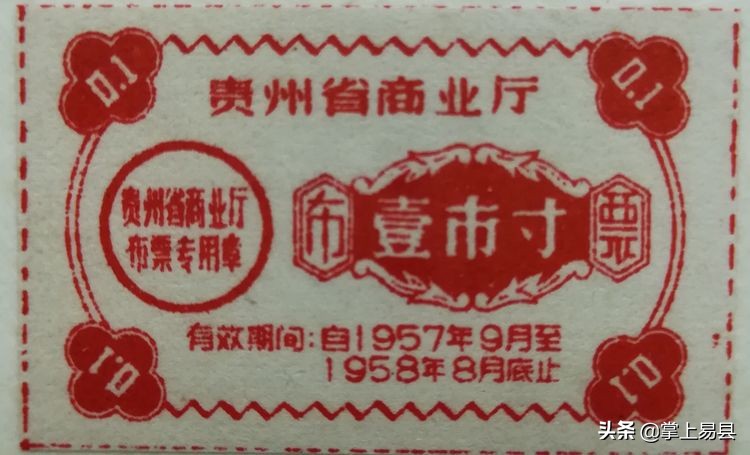 0.1
0.1
贵州省商业厅
贵州省商业厅
布票专用章
布 壹市寸 票
有效期间:自1957年9月至
1958年8月底止
0.1
0.1
头条 @掌上易县